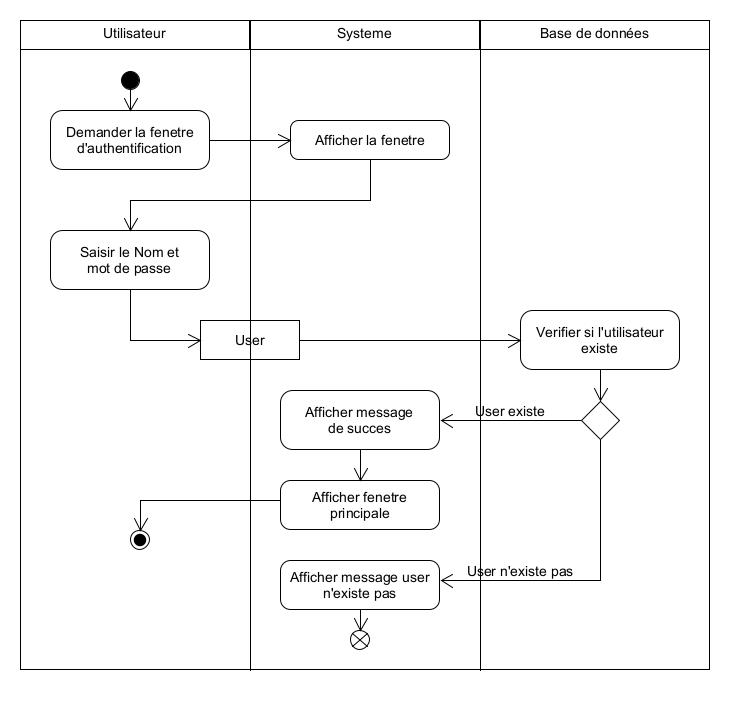 Utilisateur
Systeme
Base de données
Demander la fenetre
d'authentification
Afficher la fenetre
Saisir le Nom et
mot de passe
User
Verifier si l'utilisateur
existe
Afficher message
de succes
User existe
Afficher fenetre
principale
Afficher message user
n'existe pas
User n'existe pas